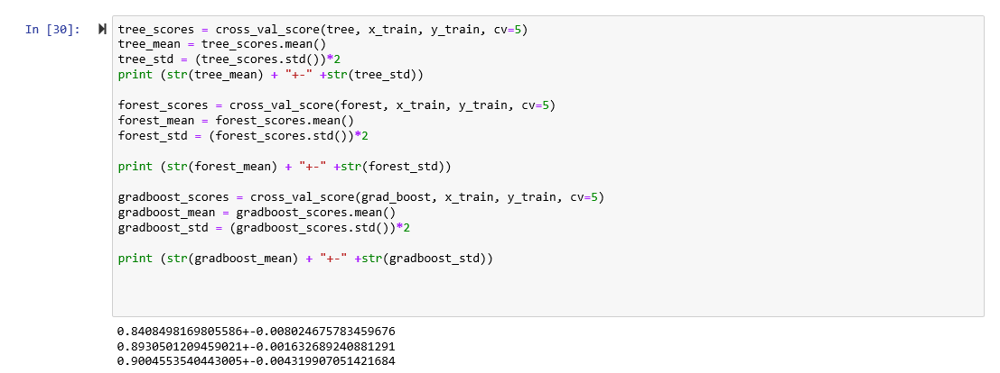 In [30]:
tree_scores = cross_val_score(tree, x_train, y_train, cv=5)
tree_mean = tree_scores.mean()
tree_std = (tree_scores.std())*2
print (str(tree_mean) + "+-" +str(tree_std))
forest_scores = cross_val_score(forest, x_train, y_train, cv=5)
forest_mean = forest_scores.mean()
forest_std = (forest_scores.std())*2
print (str(forest_mean) + "+-" +str(forest_std))
gradboost_scores = cross_val_score(grad_boost, x_train, y_train, cv=5)
gradboost_mean = gradboost_scores.mean()
gradboost_std = (gradboost_scores.std())*2
print (str(gradboost_mean) + "+-" +str(gradboost_std))
0.8408498169805586+-0.008024675783459676
0.8930501209459021+-0.001632689240881291
0.9004553540443005+-0.004319907051421684